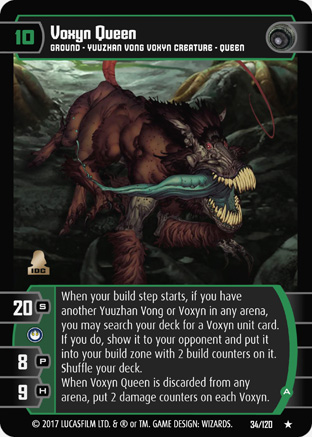 10
Voxyn Queen
GROUND - YUUZHAN VONG VOXYN CREATURE - QUEEN
IDC
20 S
8 P
9 H
When your build step starts, if you have
another Yuuzhan Vong or Voxyn in any arena,
you may search your deck for a Voxyn unit card.
If you do, show it to your opponent and put it
into your build zone with 2 build counters on it.
Shuffle your deck.
When Voxyn Queen is discarded from any
arena, put 2 damage counters on each Voxyn.
A
© 2017 LUCASFILM LTD. & ® or TM. GAME DESIGN: WIZARDS. 34/120 ★